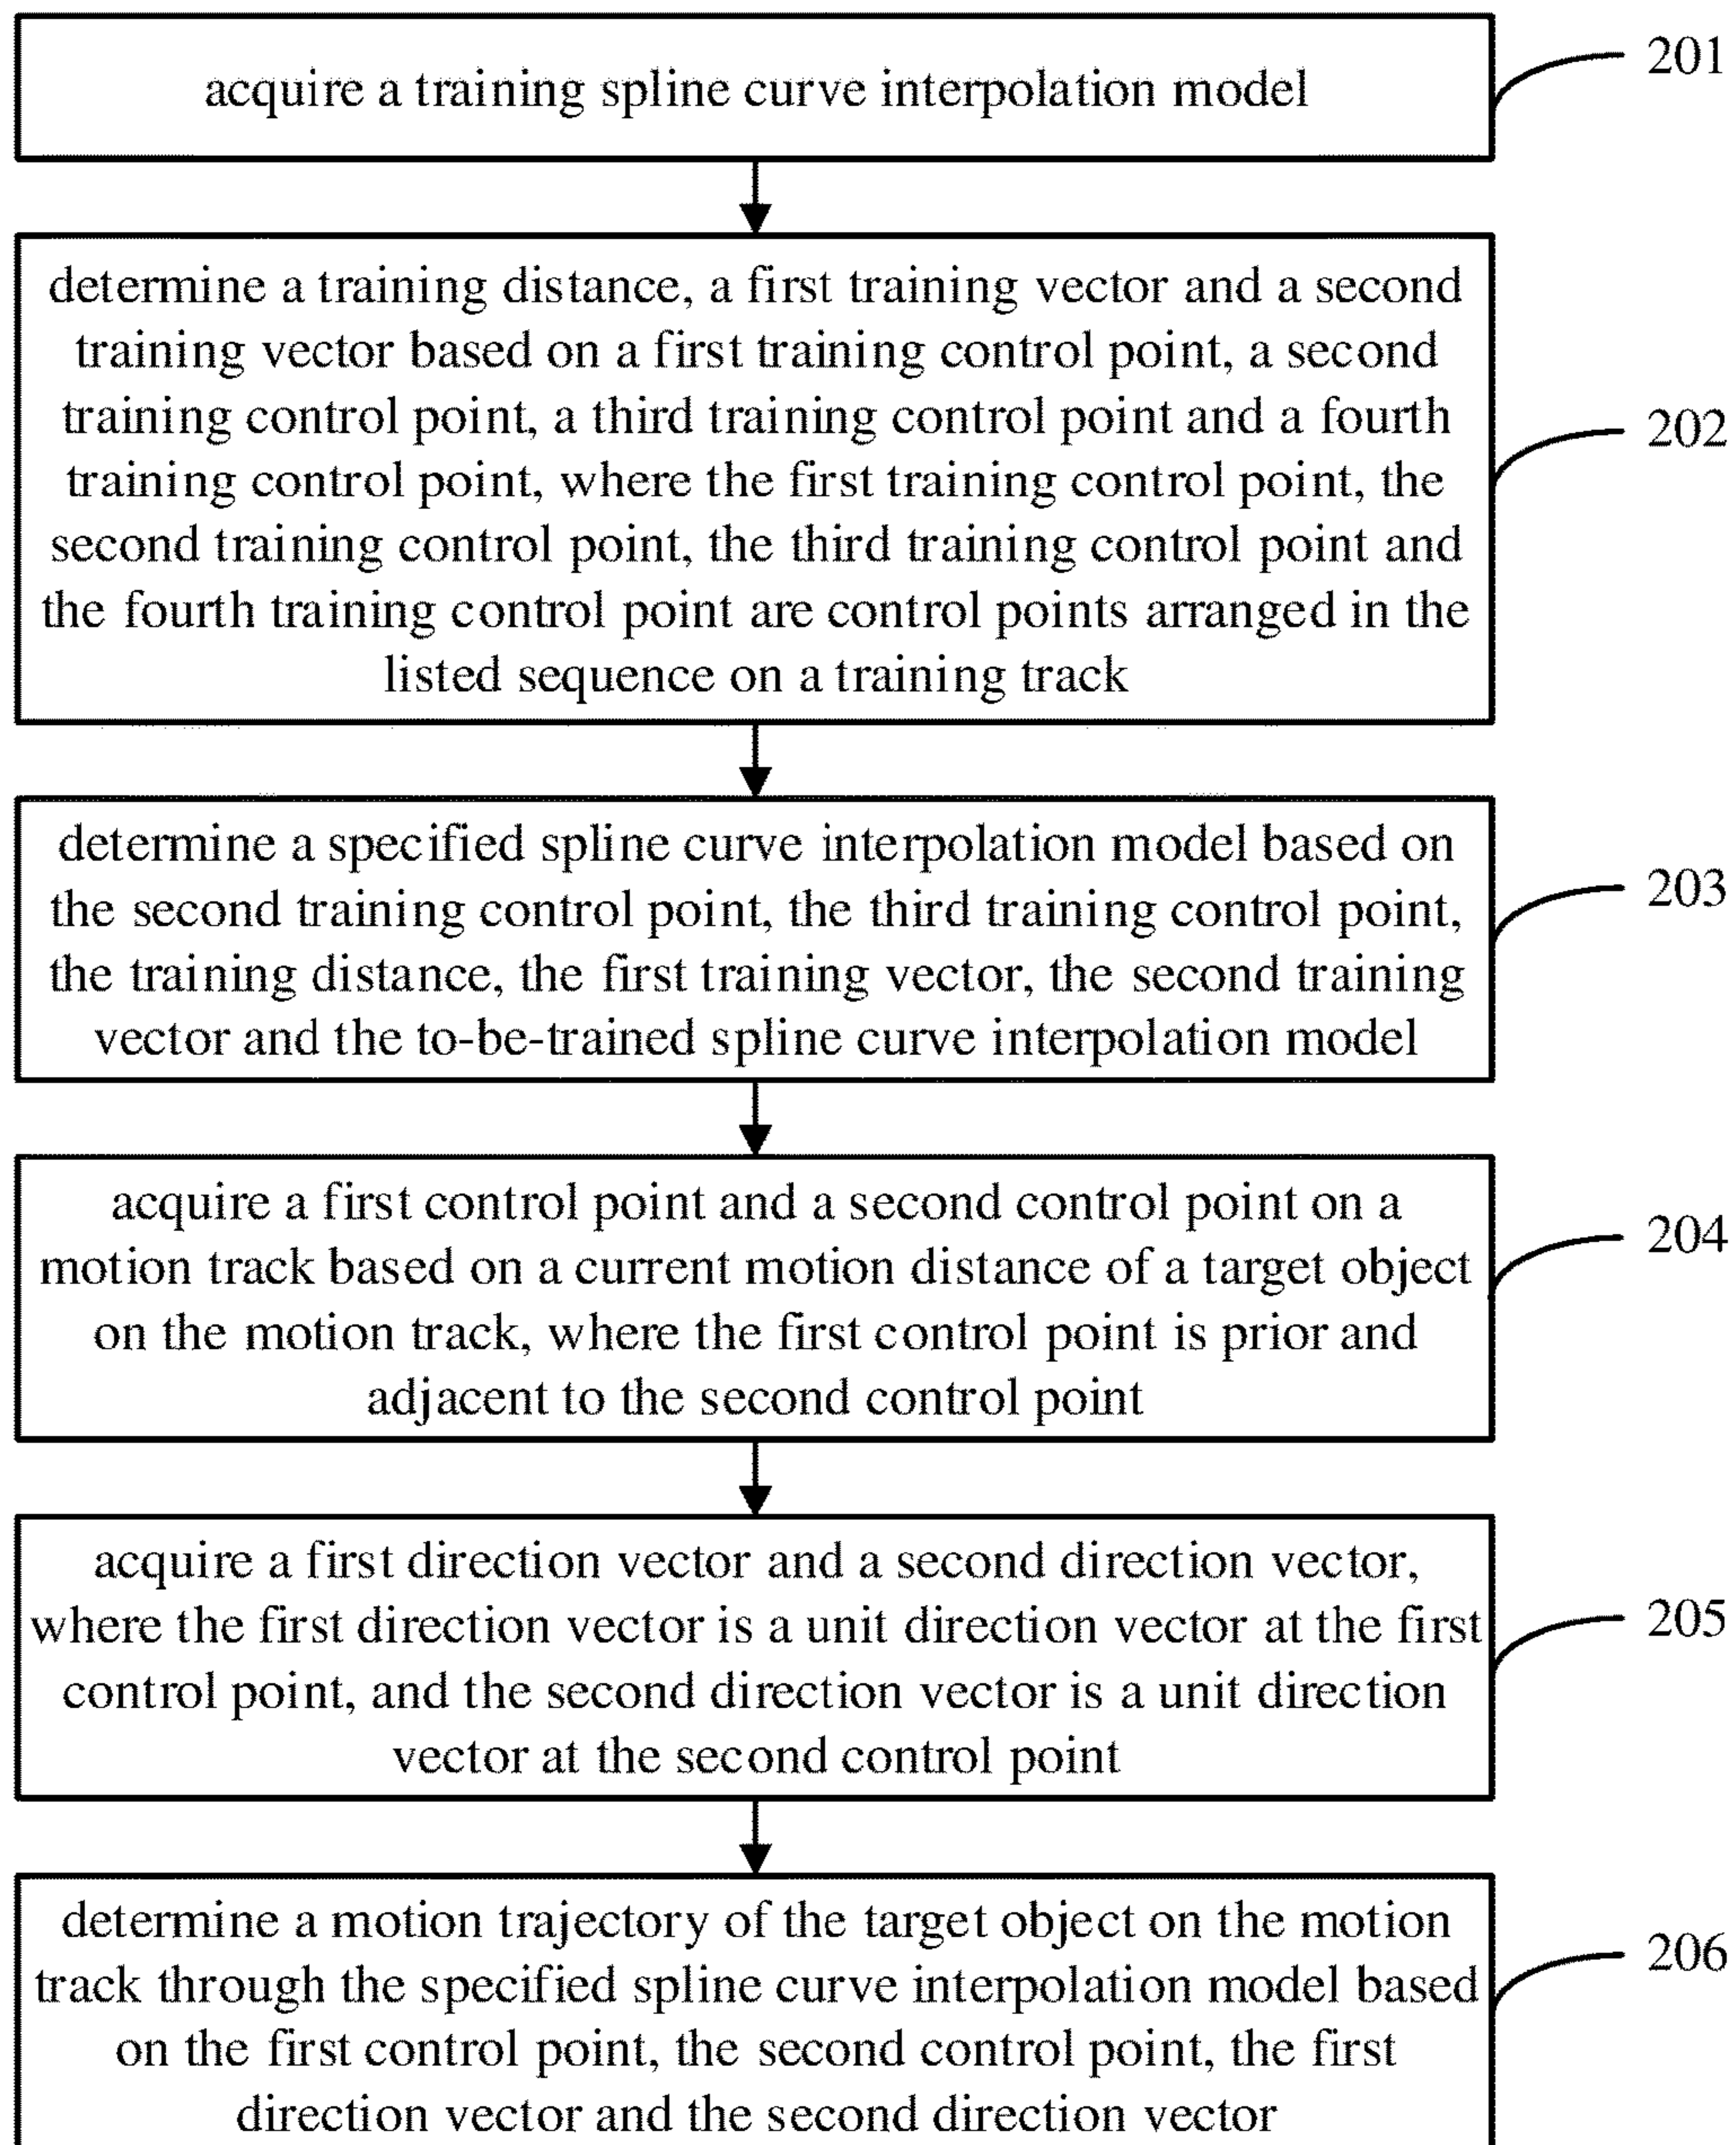 acquire a training spline curve interpolation model
201
determine a training distance, a first training vector and a second
training vector based on a first training control point, a second
training control point, a third training control point and a fourth
training control point, where the first training control point, the
second training control point, the third training control point and
the fourth training control point are control points arranged in the
listed sequence on a training track
202
determine a specified spline curve interpolation model based on
the second training control point, the third training control point,
the training distance, the first training vector, the second training
vector and the to-be-trained spline curve interpolation model
203
acquire a first control point and a second control point on a
motion track based on a current motion distance of a target object
on the motion track, where the first control point is prior and
adjacent to the second control point
204
acquire a first direction vector and a second direction vector,
where the first direction vector is a unit direction vector at the first
control point, and the second direction vector is a unit direction
vector at the second control point
205
determine a motion trajectory of the target object on the motion
track through the specified spline curve interpolation model based
on the first control point, the second control point, the first
direction vector and the second direction vector
206